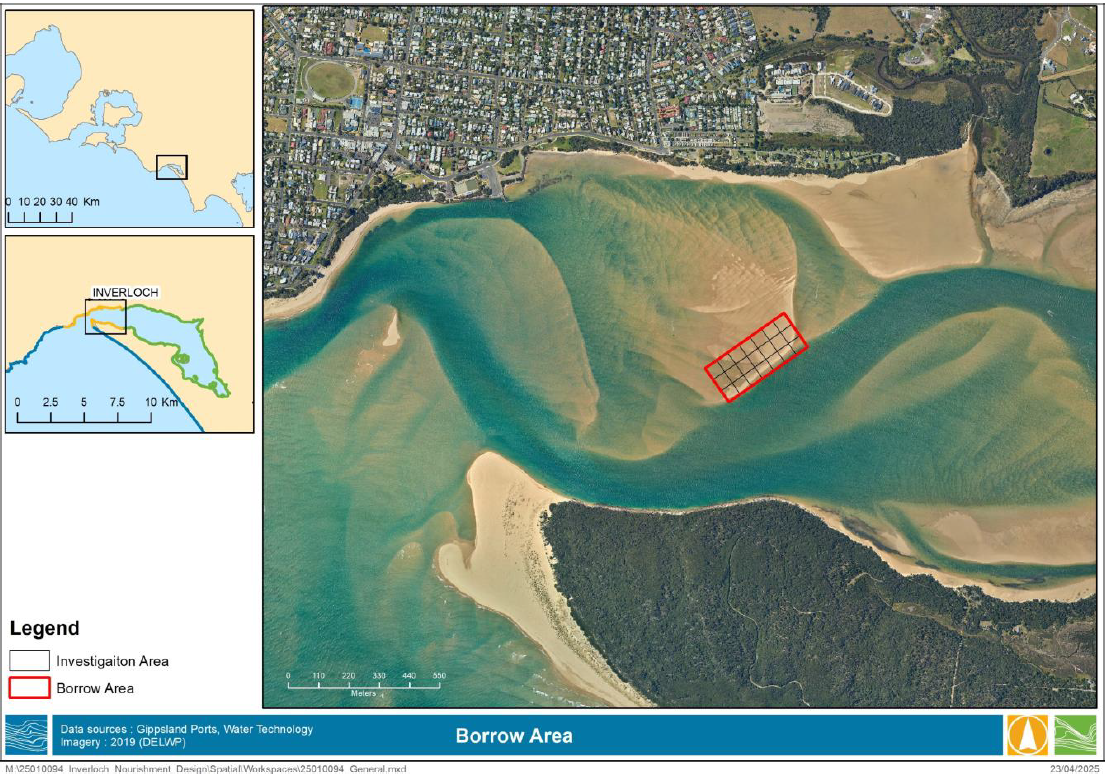 0 10 20 30 40 Km
INVERLOCH
0 2.5 5 7.5 10 Km
Legend
Investigaiton Area
Borrow Area
0 110 220 330 440 550
Meters
Data sources : Gippsland Ports, Water Technology
Imagery : 2019 (DELWP)
Borrow Area
M:\25010094_Inverloch_Nourishment_Design\Spatial\Workspaces\25010094_General.mxd
23/04/2025